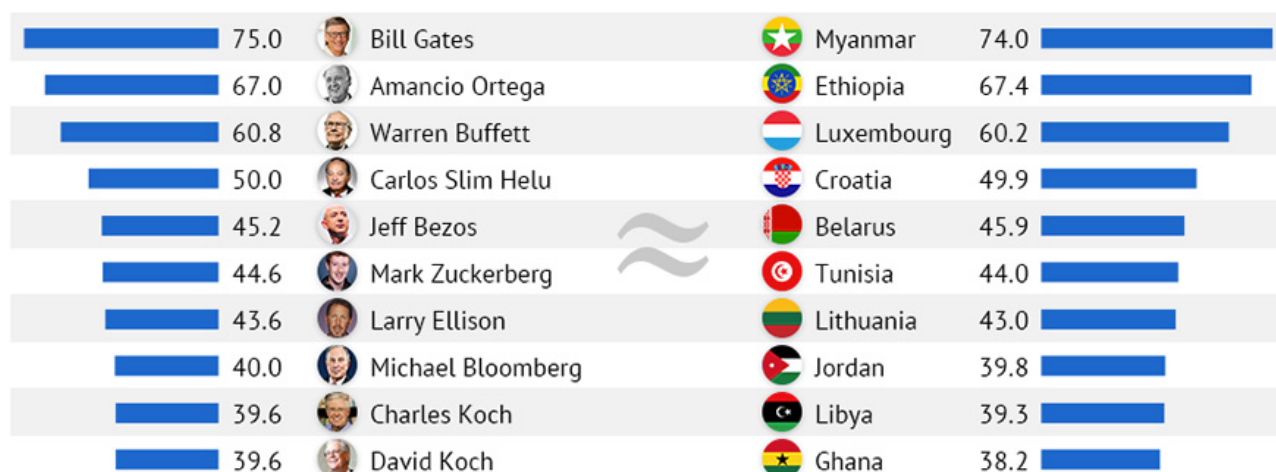 75.0 Bill Gates Myanmar 74.0
67.0 Amancio Ortega Ethiopia 67.4
60.8 Warren Buffett Luxembourg 60.2
50.0 Carlos Slim Helu Croatia 49.9
45.2 Jeff Bezos ≈ Belarus 45.9
44.6 Mark Zuckerberg Tunisia 44.0
43.6 Larry Ellison Lithuania 43.0
40.0 Michael Bloomberg Jordan 39.8
39.6 Charles Koch Libya 39.3
39.6 David Koch Ghana 38.2